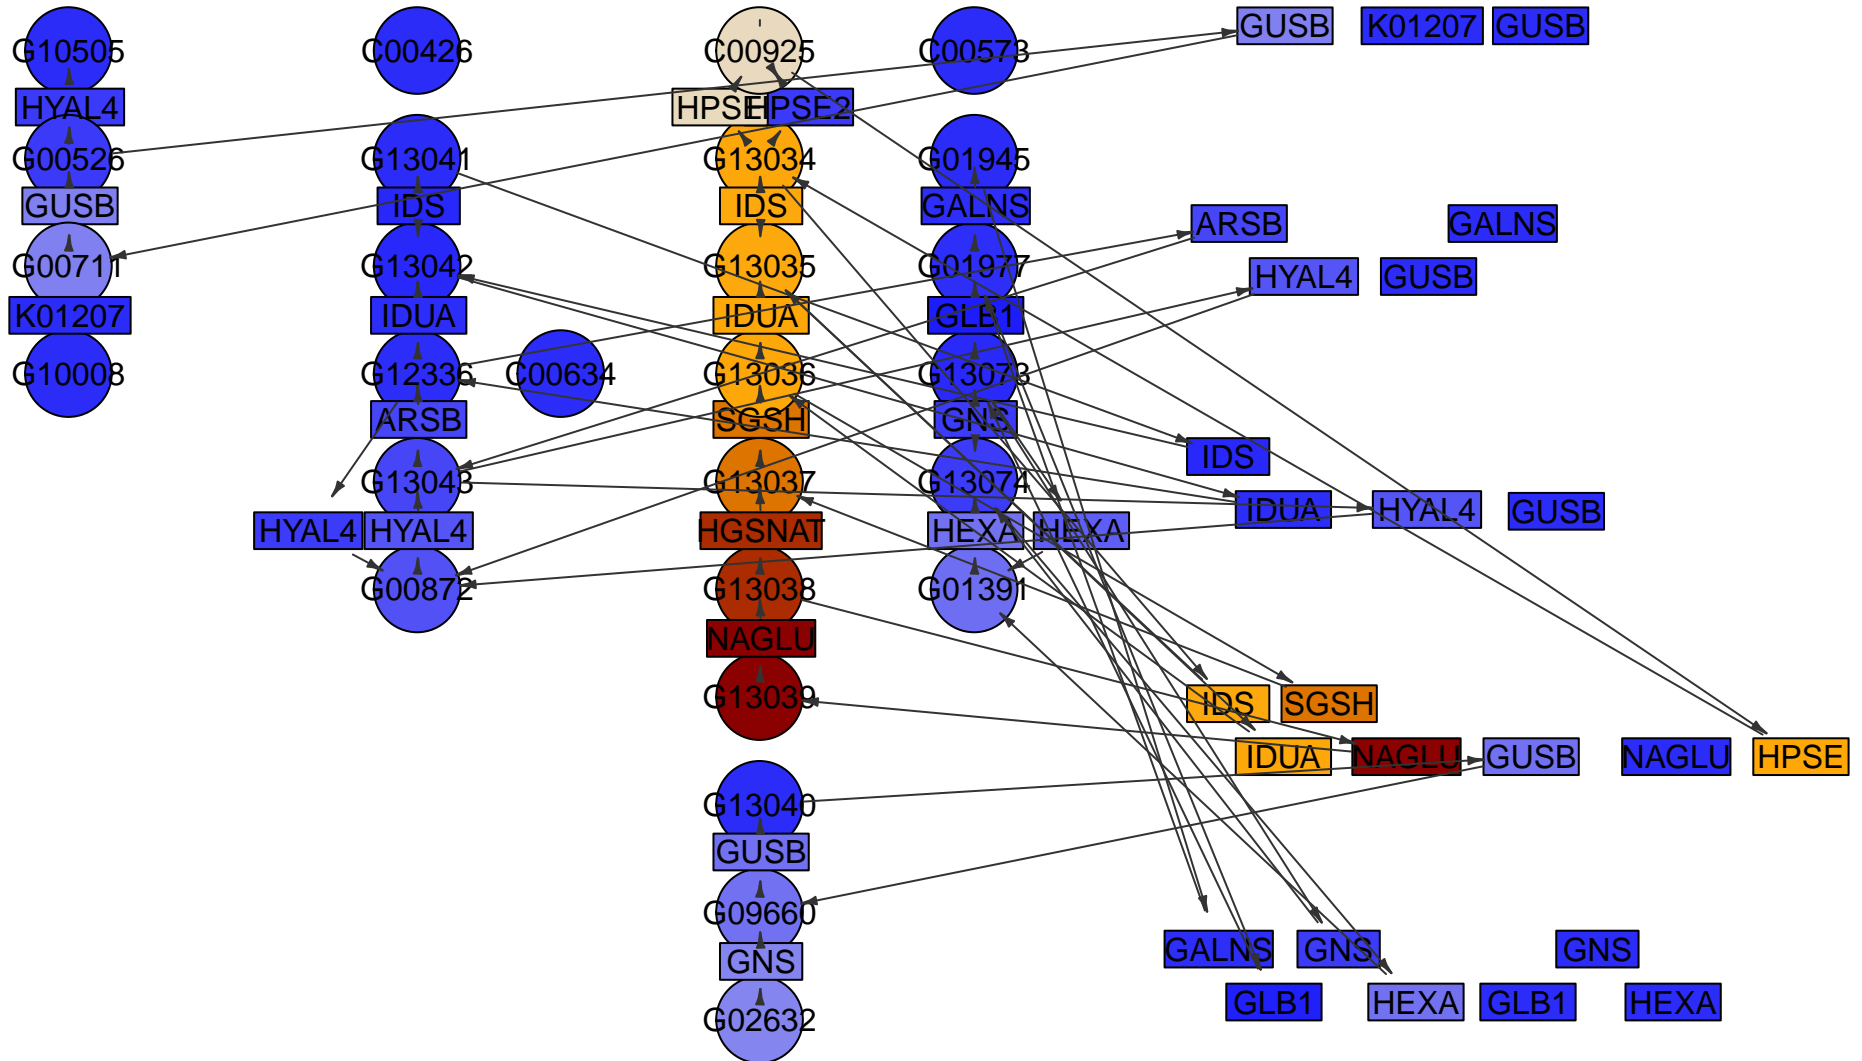 G10505 C00426 C00925 C00573 GUSB K01207 GUSB
HYAL4 HPSE HPSE2
G00526 G13041 G13034 G01945
GUSB IDS IDS GALNS ARSB GALNS
G00711 G13042 G13035 G01977 HYAL4 GUSB
K01207 IDUA IDUA GLB1
G10008 G12336 C00634 G13036 G13073
ARSB SGSH GNS
IDS
G13043 G13037 G13074
IDUA HYAL4 GUSB
HYAL4 HYAL4 HGSNAT HEXA HEXA
G00872 G13038 G01391
NAGLU
G13039 IDS SGSH
IDUA NAGLU GUSB NAGLU HPSE
G13040
GUSB
G09660
GALNS GNS GNS
GNS
GLB1 HEXA GLB1 HEXA
G02632